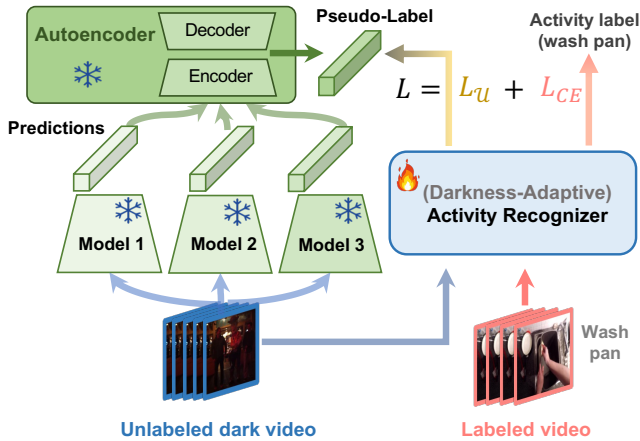 Pseudo-Label
Activity label
(wash pan)
Autoencoder
Decoder
Encoder
L = L_U + L_CE
Predictions
(Darkness-Adaptive)
Activity Recognizer
Model 1
Model 2
Model 3
Wash
pan
Unlabeled dark video
Labeled video